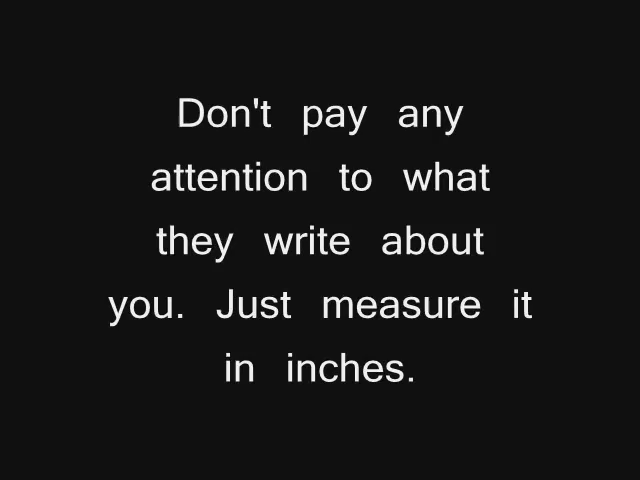 Don't pay any
attention to what
they write about
you. Just measure it
in inches.